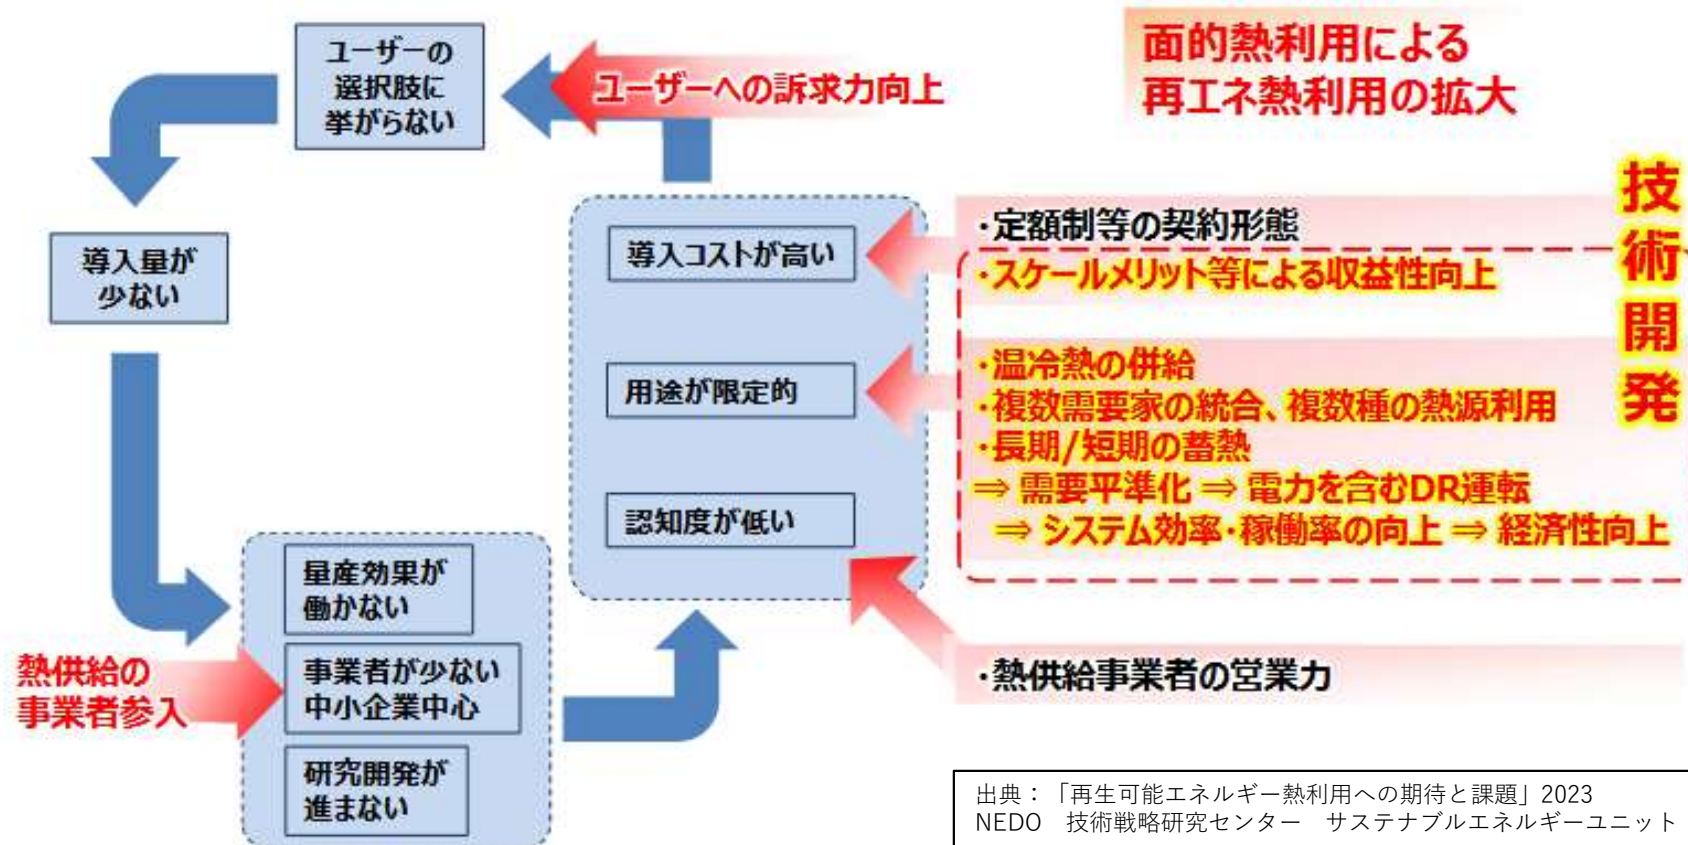 面的熱利用による
再エネ熱利用の拡大
ユーザーの
選択肢に
挙がらない
ユーザーへの訴求力向上
導入量が
少ない
導入コストが高い
用途が限定的
認知度が低い
・定額制等の契約形態
・スケールメリット等による収益性向上
・温冷熱の併給
・複数需要家の統合、複数種の熱源利用
・長期/短期の蓄熱
⇒ 需要平準化 ⇒ 電力を含むDR運転
⇒ システム効率・稼働率の向上 ⇒ 経済性向上
技術開発
・熱供給事業者の営業力
量産効果が
働かない
事業者が少ない
中小企業中心
研究開発が
進まない
熱供給の
事業者参入
出典：「再生可能エネルギー熱利用への期待と課題」2023
NEDO 技術戦略研究センター サステナブルエネルギーユニット